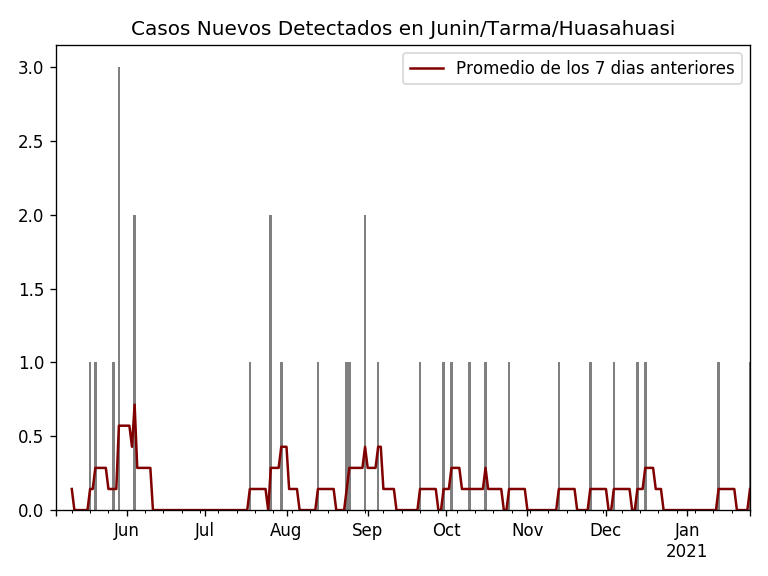 Casos Nuevos Detectados en Junin/Tarma/Huasahuasi
Promedio de los 7 dias anteriores
3.0
2.5
2.0
1.5
1.0
0.5
0.0
Jun Jul Aug Sep Oct Nov Dec Jan
2021